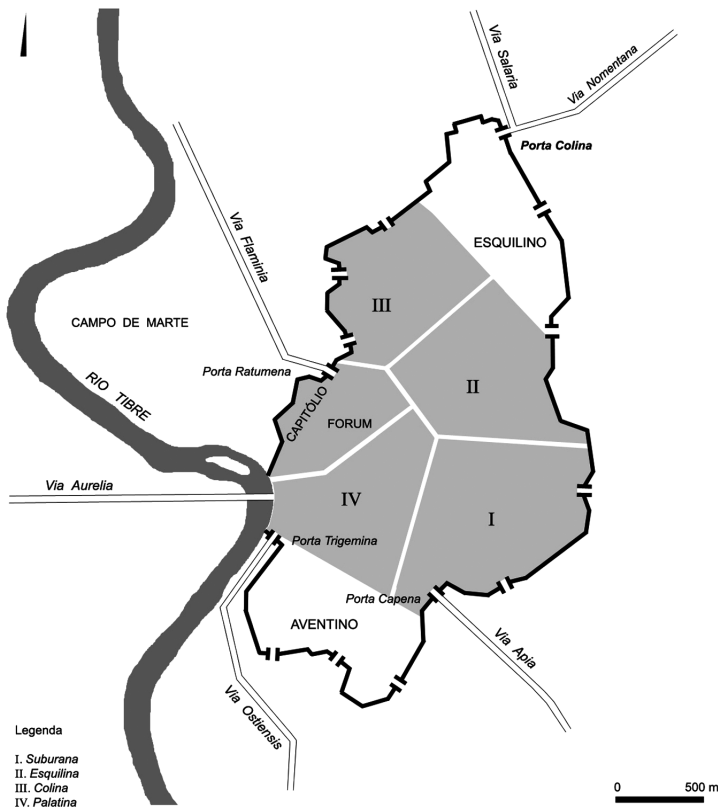 Via Salaria
Via Nomentana
Porta Colina
ESQUILINO
Via Flaminia
III
CAMPO DE MARTE
RIO TIBRE
Porta Ratumena
II
CAPITÓLIO
FORUM
Via Aurelia
IV
I
Porta Trigemina
Porta Capena
AVENTINO
Via Apia
Via Ostiensis
Legenda
I. Suburana
II. Esquilina
III. Colina
IV. Palatina
0 500 m